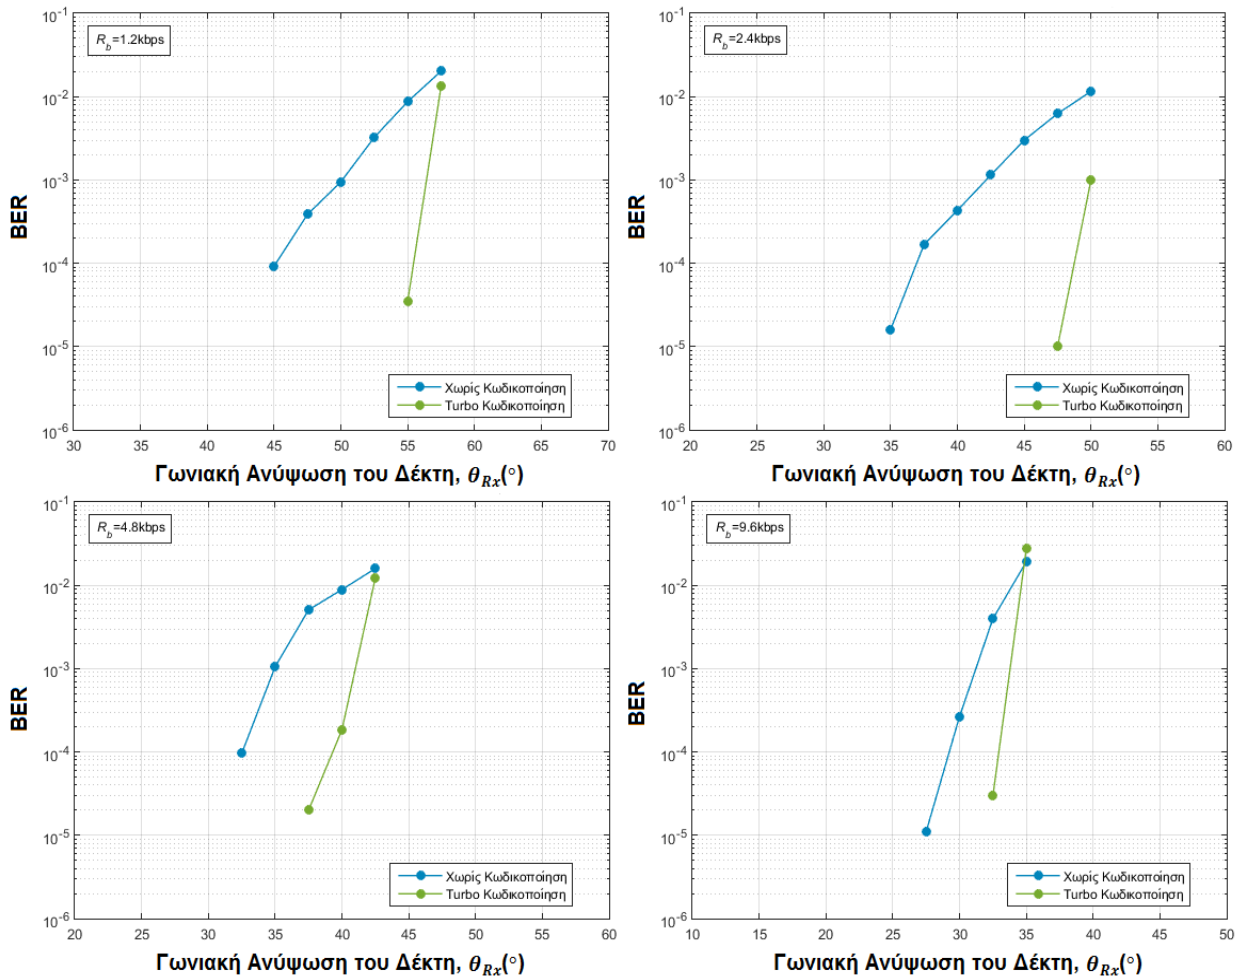 R_b=1.2kbps
10^-1
10^-2
10^-3
10^-4
10^-5
10^-6
BER
30 35 40 45 50 55 60 65 70
Χωρίς Κωδικοποίηση
Turbo Κωδικοποίηση
Γωνιακή Ανύψωση του Δέκτη, θ_Rx(°)
R_b=2.4kbps
10^-1
10^-2
10^-3
10^-4
10^-5
10^-6
BER
20 25 30 35 40 45 50 55 60
Χωρίς Κωδικοποίηση
Turbo Κωδικοποίηση
Γωνιακή Ανύψωση του Δέκτη, θ_Rx(°)
R_b=4.8kbps
10^-1
10^-2
10^-3
10^-4
10^-5
10^-6
BER
20 25 30 35 40 45 50 55 60
Χωρίς Κωδικοποίηση
Turbo Κωδικοποίηση
Γωνιακή Ανύψωση του Δέκτη, θ_Rx(°)
R_b=9.6kbps
10^-1
10^-2
10^-3
10^-4
10^-5
10^-6
BER
10 15 20 25 30 35 40 45 50
Χωρίς Κωδικοποίηση
Turbo Κωδικοποίηση
Γωνιακή Ανύψωση του Δέκτη, θ_Rx(°)